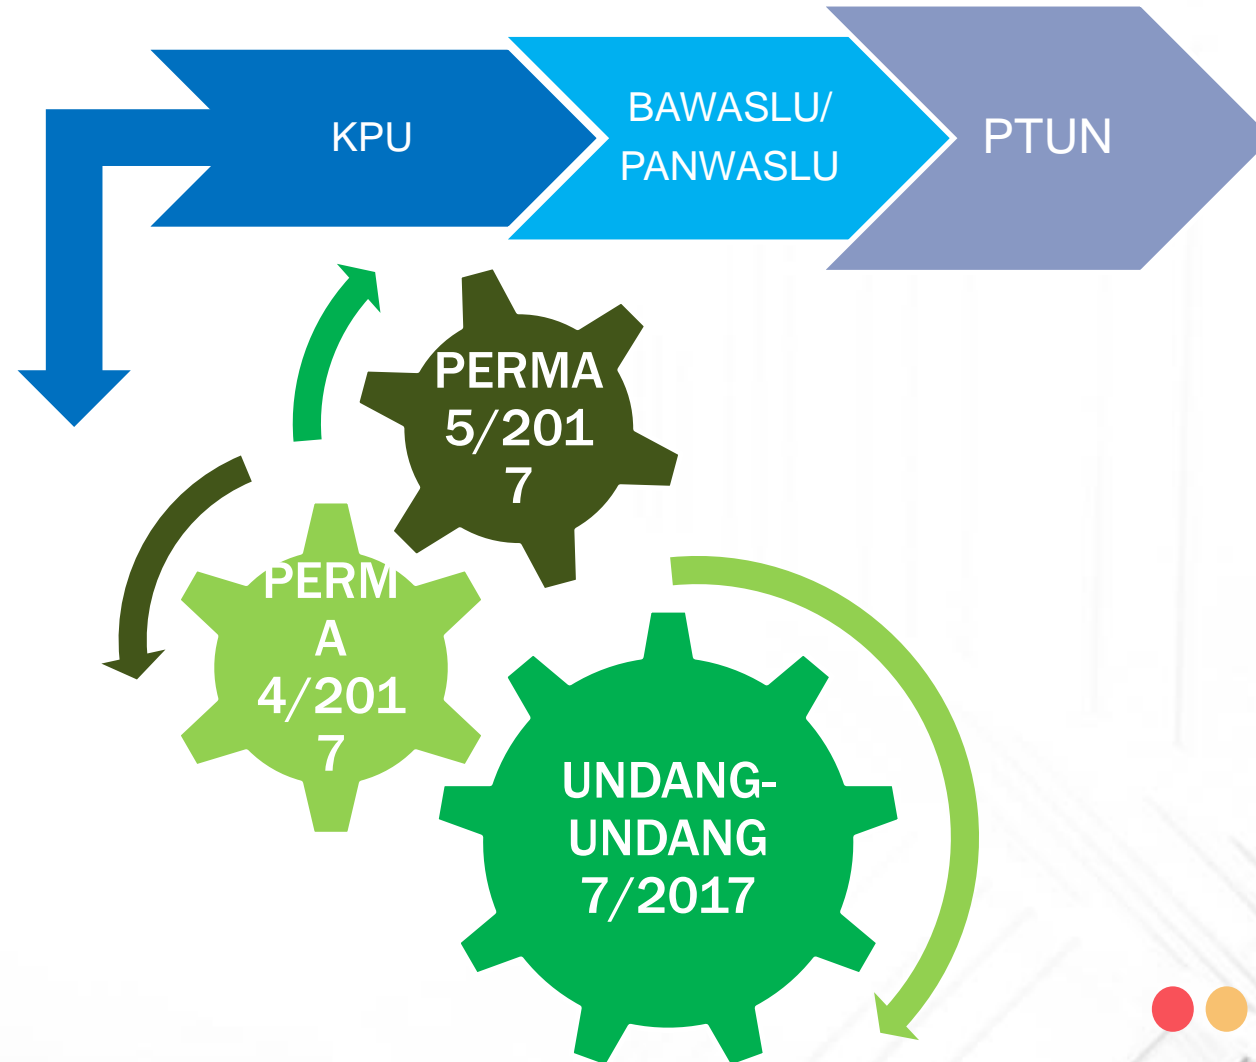 KPU
BAWASLU/
PANWASLU
PTUN
PERMA
5/201
7
PERM
A
4/201
7
UNDANG-
UNDANG
7/2017